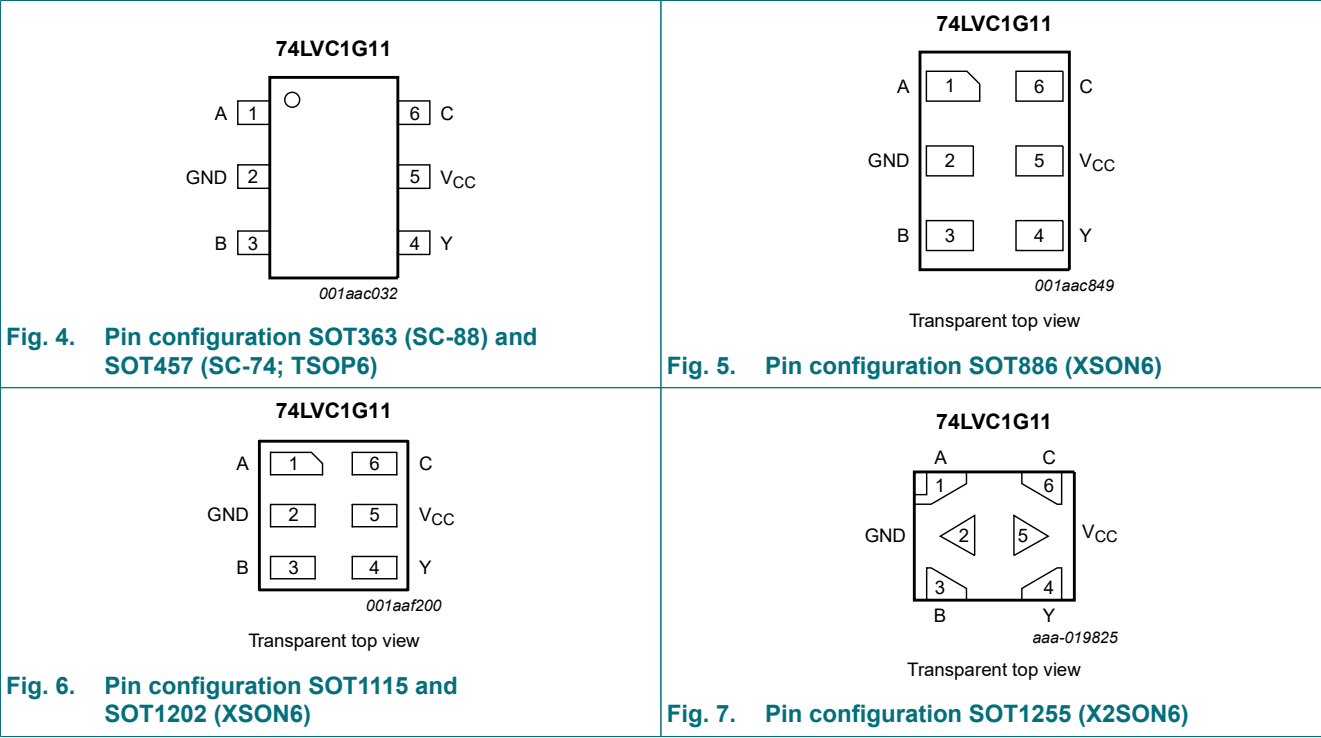 74LVC1G11
A 1 6 C
GND 2 5 VCC
B 3 4 Y
001aac032
Fig. 4. Pin configuration SOT363 (SC-88) and
SOT457 (SC-74; TSOP6)
74LVC1G11
A 1 6 C
GND 2 5 VCC
B 3 4 Y
001aac849
Transparent top view
Fig. 5. Pin configuration SOT886 (XSON6)
74LVC1G11
A 1 6 C
GND 2 5 VCC
B 3 4 Y
001aaf200
Transparent top view
Fig. 6. Pin configuration SOT1115 and
SOT1202 (XSON6)
74LVC1G11
A C
1 6
GND 2 5 VCC
3 4
B Y
aaa-019825
Transparent top view
Fig. 7. Pin configuration SOT1255 (X2SON6)